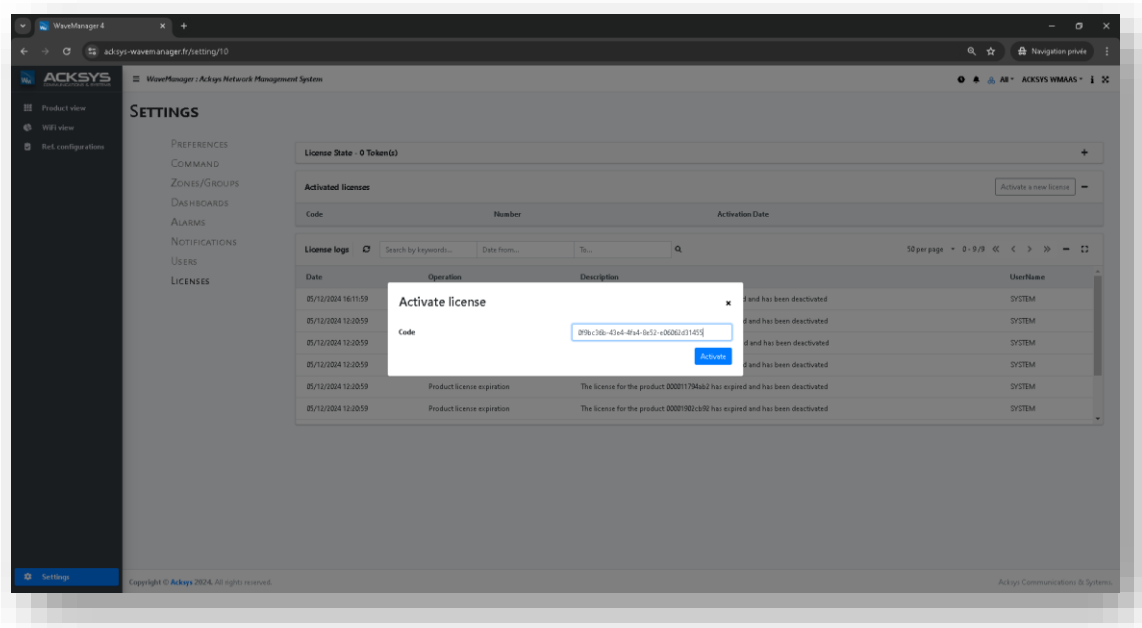 WaveManager 4
acksys-wavemanager.fr/setting/10
Navigation privée
ACKSYS
COMMUNICATIONS & SYSTEMS
WaveManager : Acksys Network Management System
All
ACKSYS WMAAS
Product view
WiFi view
Ref. configurations
SETTINGS
PREFERENCES
COMMAND
ZONES/GROUPS
DASHBOARDS
ALARMS
NOTIFICATIONS
USERS
LICENSES
License State - 0 Token(s)
Activated licenses
Activate a new license
Code Number Activation Date
License logs Search by keywords... Date from... To... 50 per page 0 - 9 /9
Date Operation Description UserName
05/12/2024 16:11:59 d and has been deactivated SYSTEM
05/12/2024 12:20:59 d and has been deactivated SYSTEM
05/12/2024 12:20:59 d and has been deactivated SYSTEM
05/12/2024 12:20:59 d and has been deactivated SYSTEM
05/12/2024 12:20:59 Product license expiration The license for the product 000011794ab2 has expired and has been deactivated SYSTEM
05/12/2024 12:20:59 Product license expiration The license for the product 00001902cb92 has expired and has been deactivated SYSTEM
Activate license
Code
Activate
Settings
Copyright © Acksys 2024, All rights reserved.
Acksys Communications & Systems